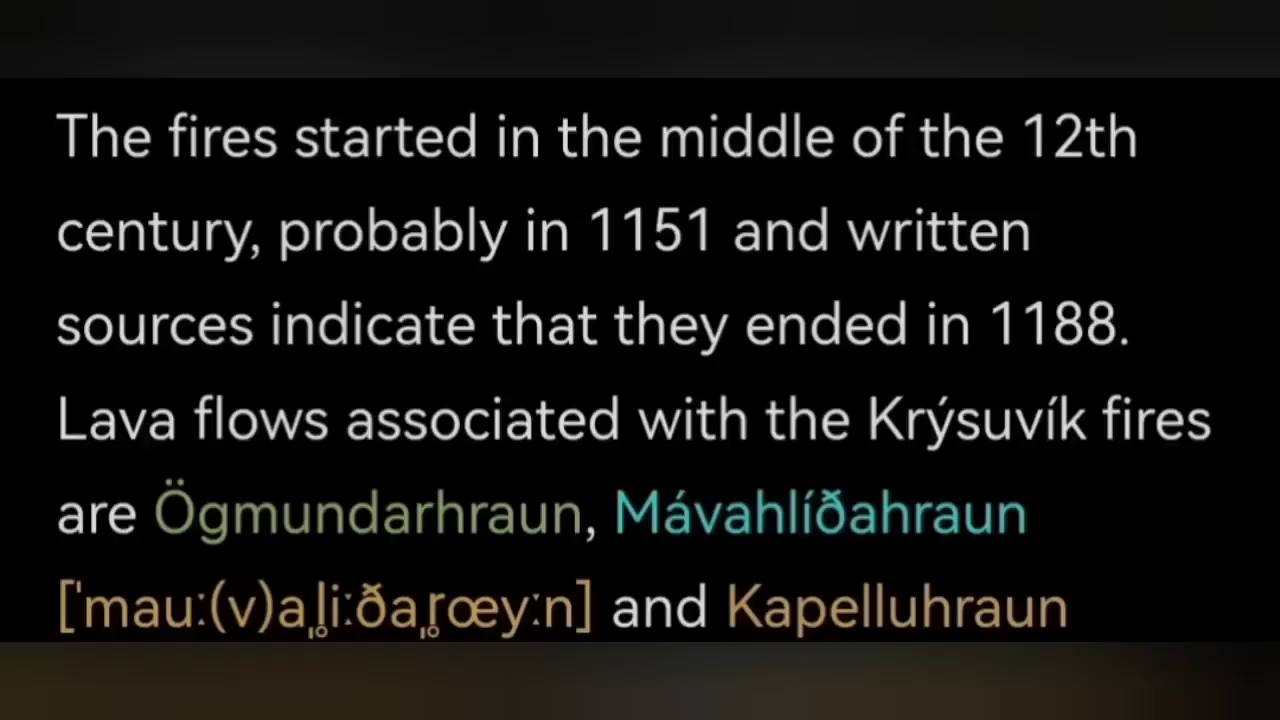 The fires started in the middle of the 12th
century, probably in 1151 and written
sources indicate that they ended in 1188.
Lava flows associated with the Krýsuvík fires
are Ögmundarhraun, Mávahlíðahraun
[ˈmauː(v)aˌl̥iːðaˌr̥œyːn] and Kapelluhraun